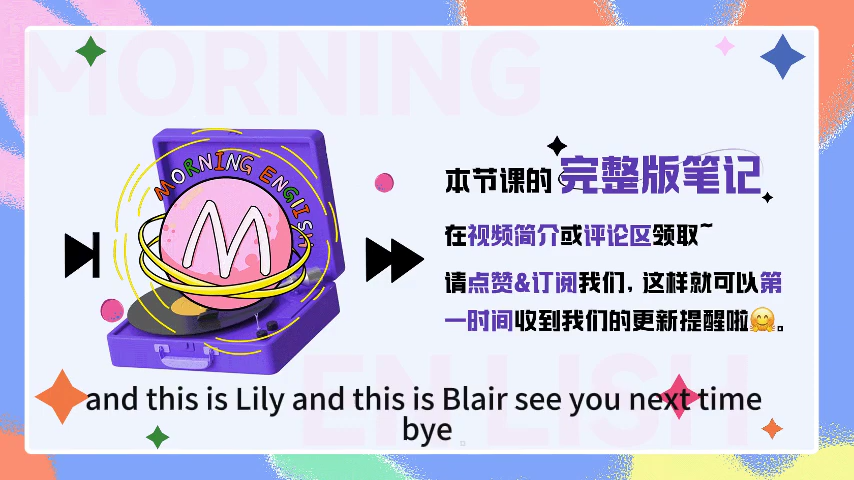 MORNING
MORNING ENGlISH
M
本节课的 完整版笔记
在视频简介或评论区领取~
请点赞&订阅我们，这样就可以第
一时间收到我们的更新提醒啦🤗。
ENGLISH
and this is Lily and this is Blair see you next time
bye 。